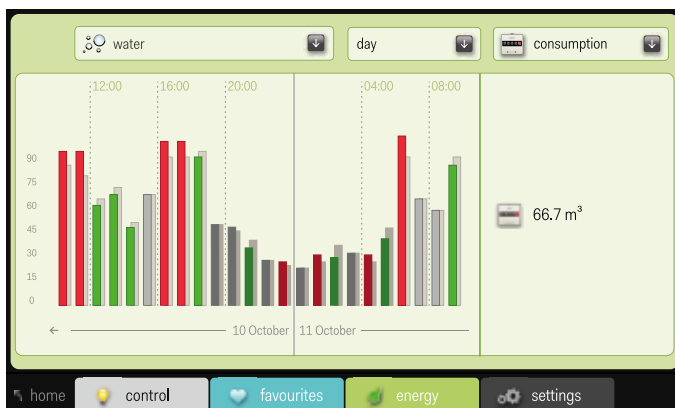 water
day
consumption
12:00 16:00 20:00 04:00 08:00
90
75
60
45
30
15
0
66.7 m³
← 10 October 11 October
home control favourites energy settings